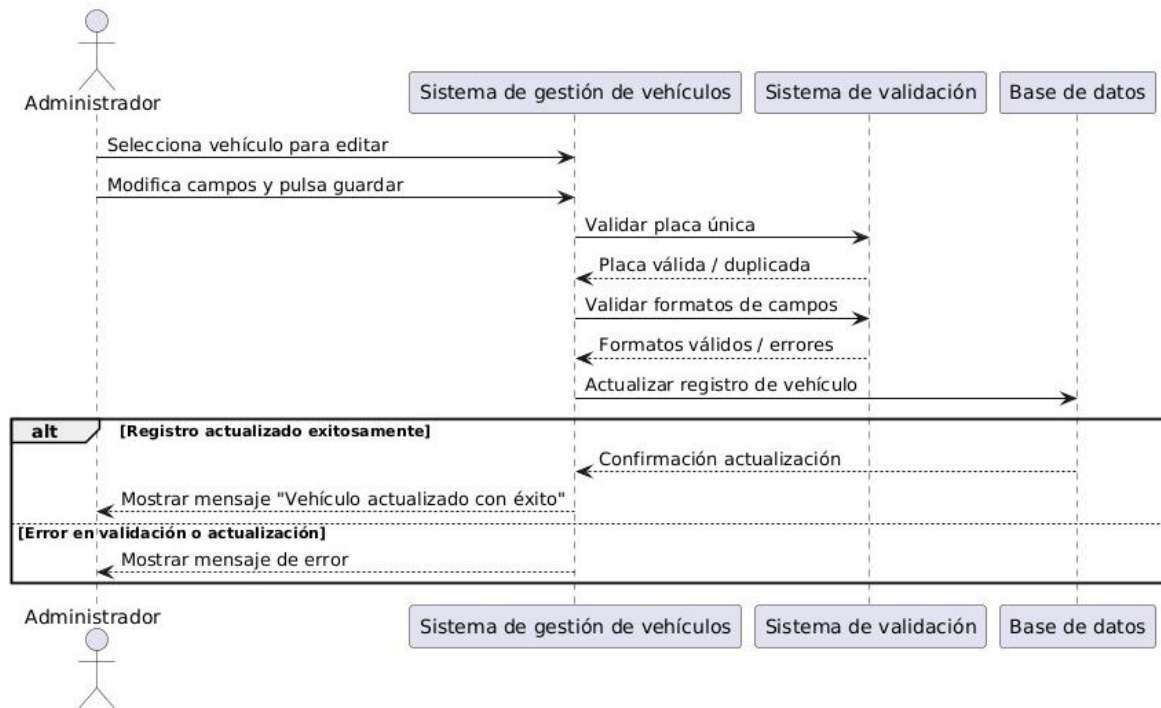 Administrador
Sistema de gestión de vehículos
Sistema de validación
Base de datos
Selecciona vehículo para editar
Modifica campos y pulsa guardar
Validar placa única
Placa válida / duplicada
Validar formatos de campos
Formatos válidos / errores
Actualizar registro de vehículo
alt
[Registro actualizado exitosamente]
Confirmación actualización
Mostrar mensaje "Vehículo actualizado con éxito"
[Error en validación o actualización]
Mostrar mensaje de error
Administrador
Sistema de gestión de vehículos
Sistema de validación
Base de datos